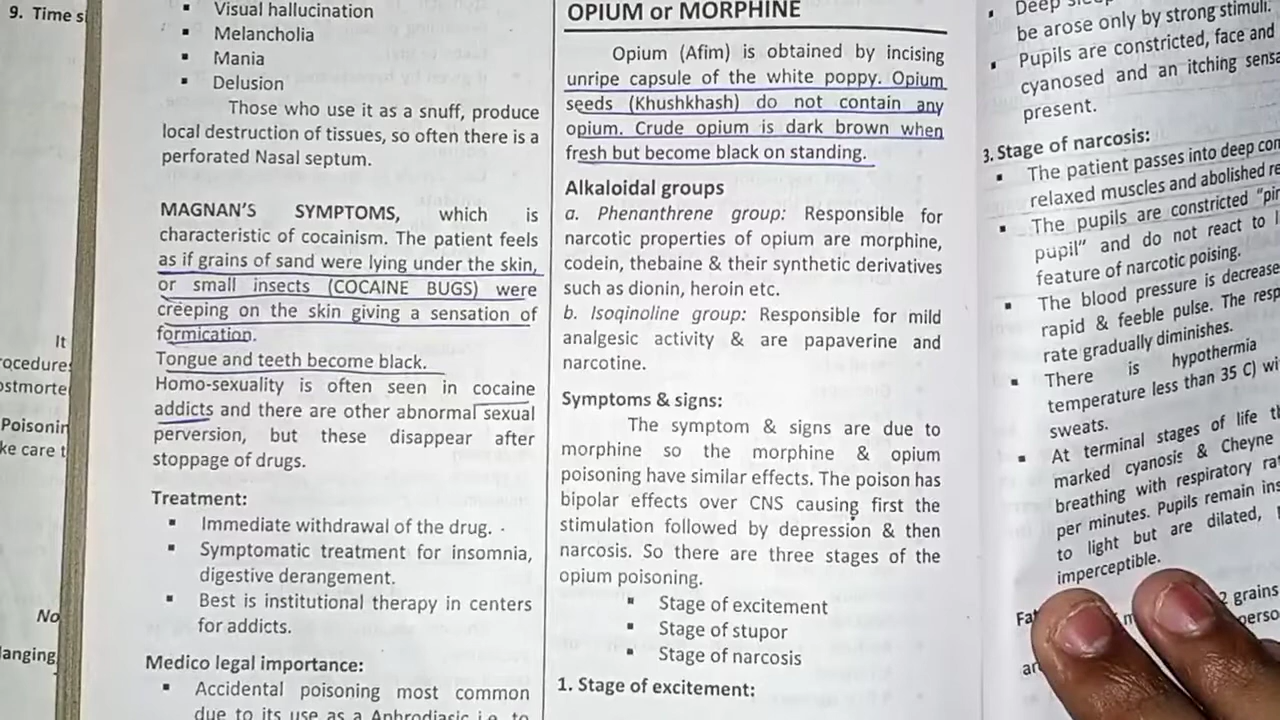 9. Time
It
Poisonin
No
▪ Visual hallucination
▪ Melancholia
▪ Mania
▪ Delusion
Those who use it as a snuff, produce
local destruction of tissues, so often there is a
perforated Nasal septum.
MAGNAN'S SYMPTOMS, which is
characteristic of cocainism. The patient feels
as if grains of sand were lying under the skin,
or small insects (COCAINE BUGS) were
creeping on the skin giving a sensation of
formication.
Tongue and teeth become black.
Homo-sexuality is often seen in cocaine
addicts and there are other abnormal sexual
perversion, but these disappear after
stoppage of drugs.
Treatment:
▪ Immediate withdrawal of the drug.
▪ Symptomatic treatment for insomnia,
digestive derangement.
▪ Best is institutional therapy in centers
for addicts.
Medico legal importance:
▪ Accidental poisoning most common
due to its use as a Aphrodiasic i.e. to
OPIUM or MORPHINE
Opium (Afim) is obtained by incising
unripe capsule of the white poppy. Opium
seeds (Khushkhash) do not contain any
opium. Crude opium is dark brown when
fresh but become black on standing.
Alkaloidal groups
a. Phenanthrene group: Responsible for
narcotic properties of opium are morphine,
codein, thebaine & their synthetic derivatives
such as dionin, heroin etc.
b. Isoqinoline group: Responsible for mild
analgesic activity & are papaverine and
narcotine.
Symptoms & signs:
The symptom & signs are due to
morphine so the morphine & opium
poisoning have similar effects. The poison has
bipolar effects over CNS causing first the
stimulation followed by depression & then
narcosis. So there are three stages of the
opium poisoning.
▪ Stage of excitement
▪ Stage of stupor
▪ Stage of narcosis
1. Stage of excitement:
▪ Deep
be arose only by strong stimuli.
▪ Pupils are constricted, face and
cyanosed and an itching
present.
3. Stage of narcosis:
▪ The patient passes into deep
relaxed muscles and abolished
▪ The pupils are constricted
pupil" and do not react to
feature of narcotic poising.
▪ The blood pressure is
rapid & feeble pulse. The
rate gradually diminishes.
▪ There is hypothermia
temperature less than 35 C)
sweats.
▪ At terminal stages of life
marked cyanosis & Cheyne
breathing with respiratory
per minutes. Pupils remain
to light but are dilated,
imperceptible.
2 grains